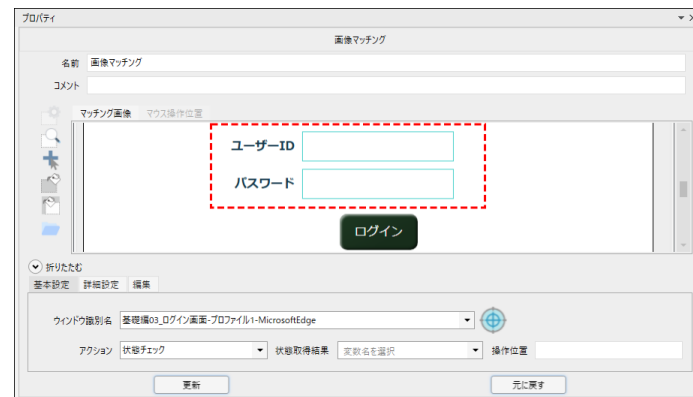 プロパティ
画像マッチング
名前 画像マッチング
コメント
マッチング画像 マウス操作位置
ユーザーID
パスワード
ログイン
折りたたむ
基本設定 詳細設定 編集
ウィンドウ識別名 基礎編03_ログイン画面-プロファイル1-MicrosoftEdge
アクション 状態チェック 状態取得結果 変数名を選択 操作位置
更新 元に戻す